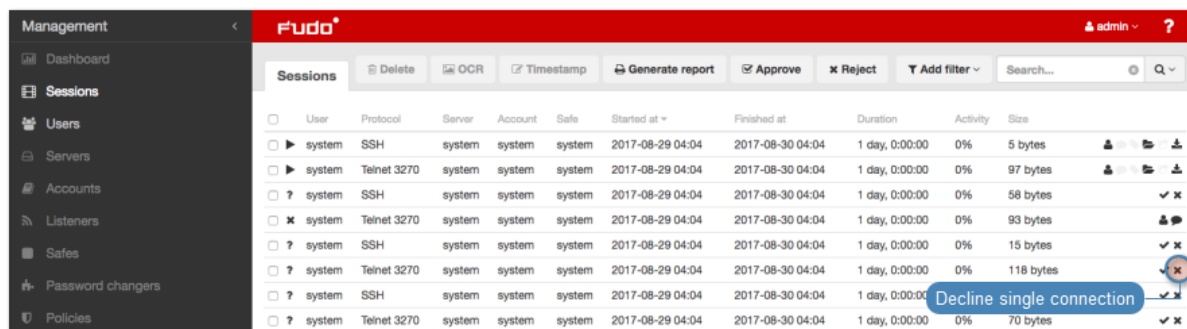 Management
Fudo
admin
?
Dashboard
Sessions
Users
Servers
Accounts
Listeners
Safes
Password changers
Policies
Sessions Delete OCR Timestamp Generate report Approve Reject Add filter Search...
User Protocol Server Account Safe Started at Finished at Duration Activity Size
system SSH system system system 2017-08-29 04:04 2017-08-30 04:04 1 day, 0:00:00 0% 5 bytes
system Telnet 3270 system system system 2017-08-29 04:04 2017-08-30 04:04 1 day, 0:00:00 0% 97 bytes
? system SSH system system system 2017-08-29 04:04 2017-08-30 04:04 1 day, 0:00:00 0% 58 bytes
system Telnet 3270 system system system 2017-08-29 04:04 2017-08-30 04:04 1 day, 0:00:00 0% 93 bytes
? system SSH system system system 2017-08-29 04:04 2017-08-30 04:04 1 day, 0:00:00 0% 15 bytes
? system Telnet 3270 system system system 2017-08-29 04:04 2017-08-30 04:04 1 day, 0:00:00 0% 118 bytes
? system SSH system system system 2017-08-29 04:04 2017-08-30 04:04 1 day, 0:00:00
Decline single connection
? system Telnet 3270 system system system 2017-08-29 04:04 2017-08-30 04:04 1 day, 0:00:00 0% 70 bytes